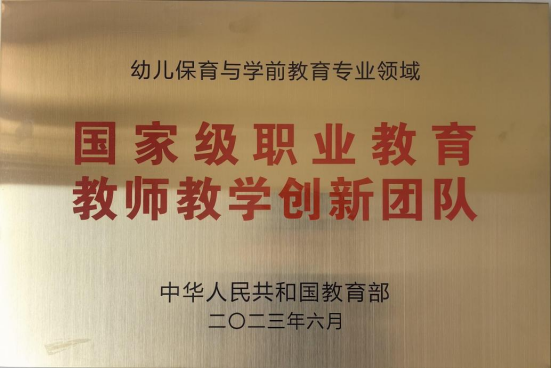 幼儿保育与学前教育专业领域
国家级职业教育
教师教学创新团队
中华人民共和国教育部
二〇二三年六月